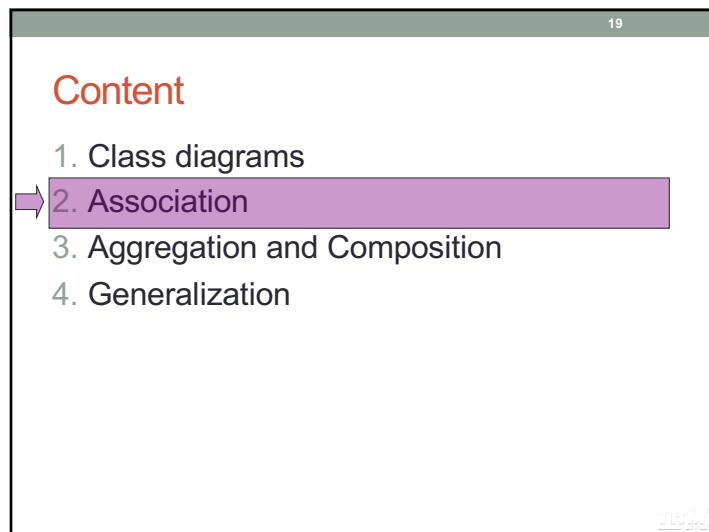 19
Content
1. Class diagrams
2. Association
3. Aggregation and Composition
4. Generalization